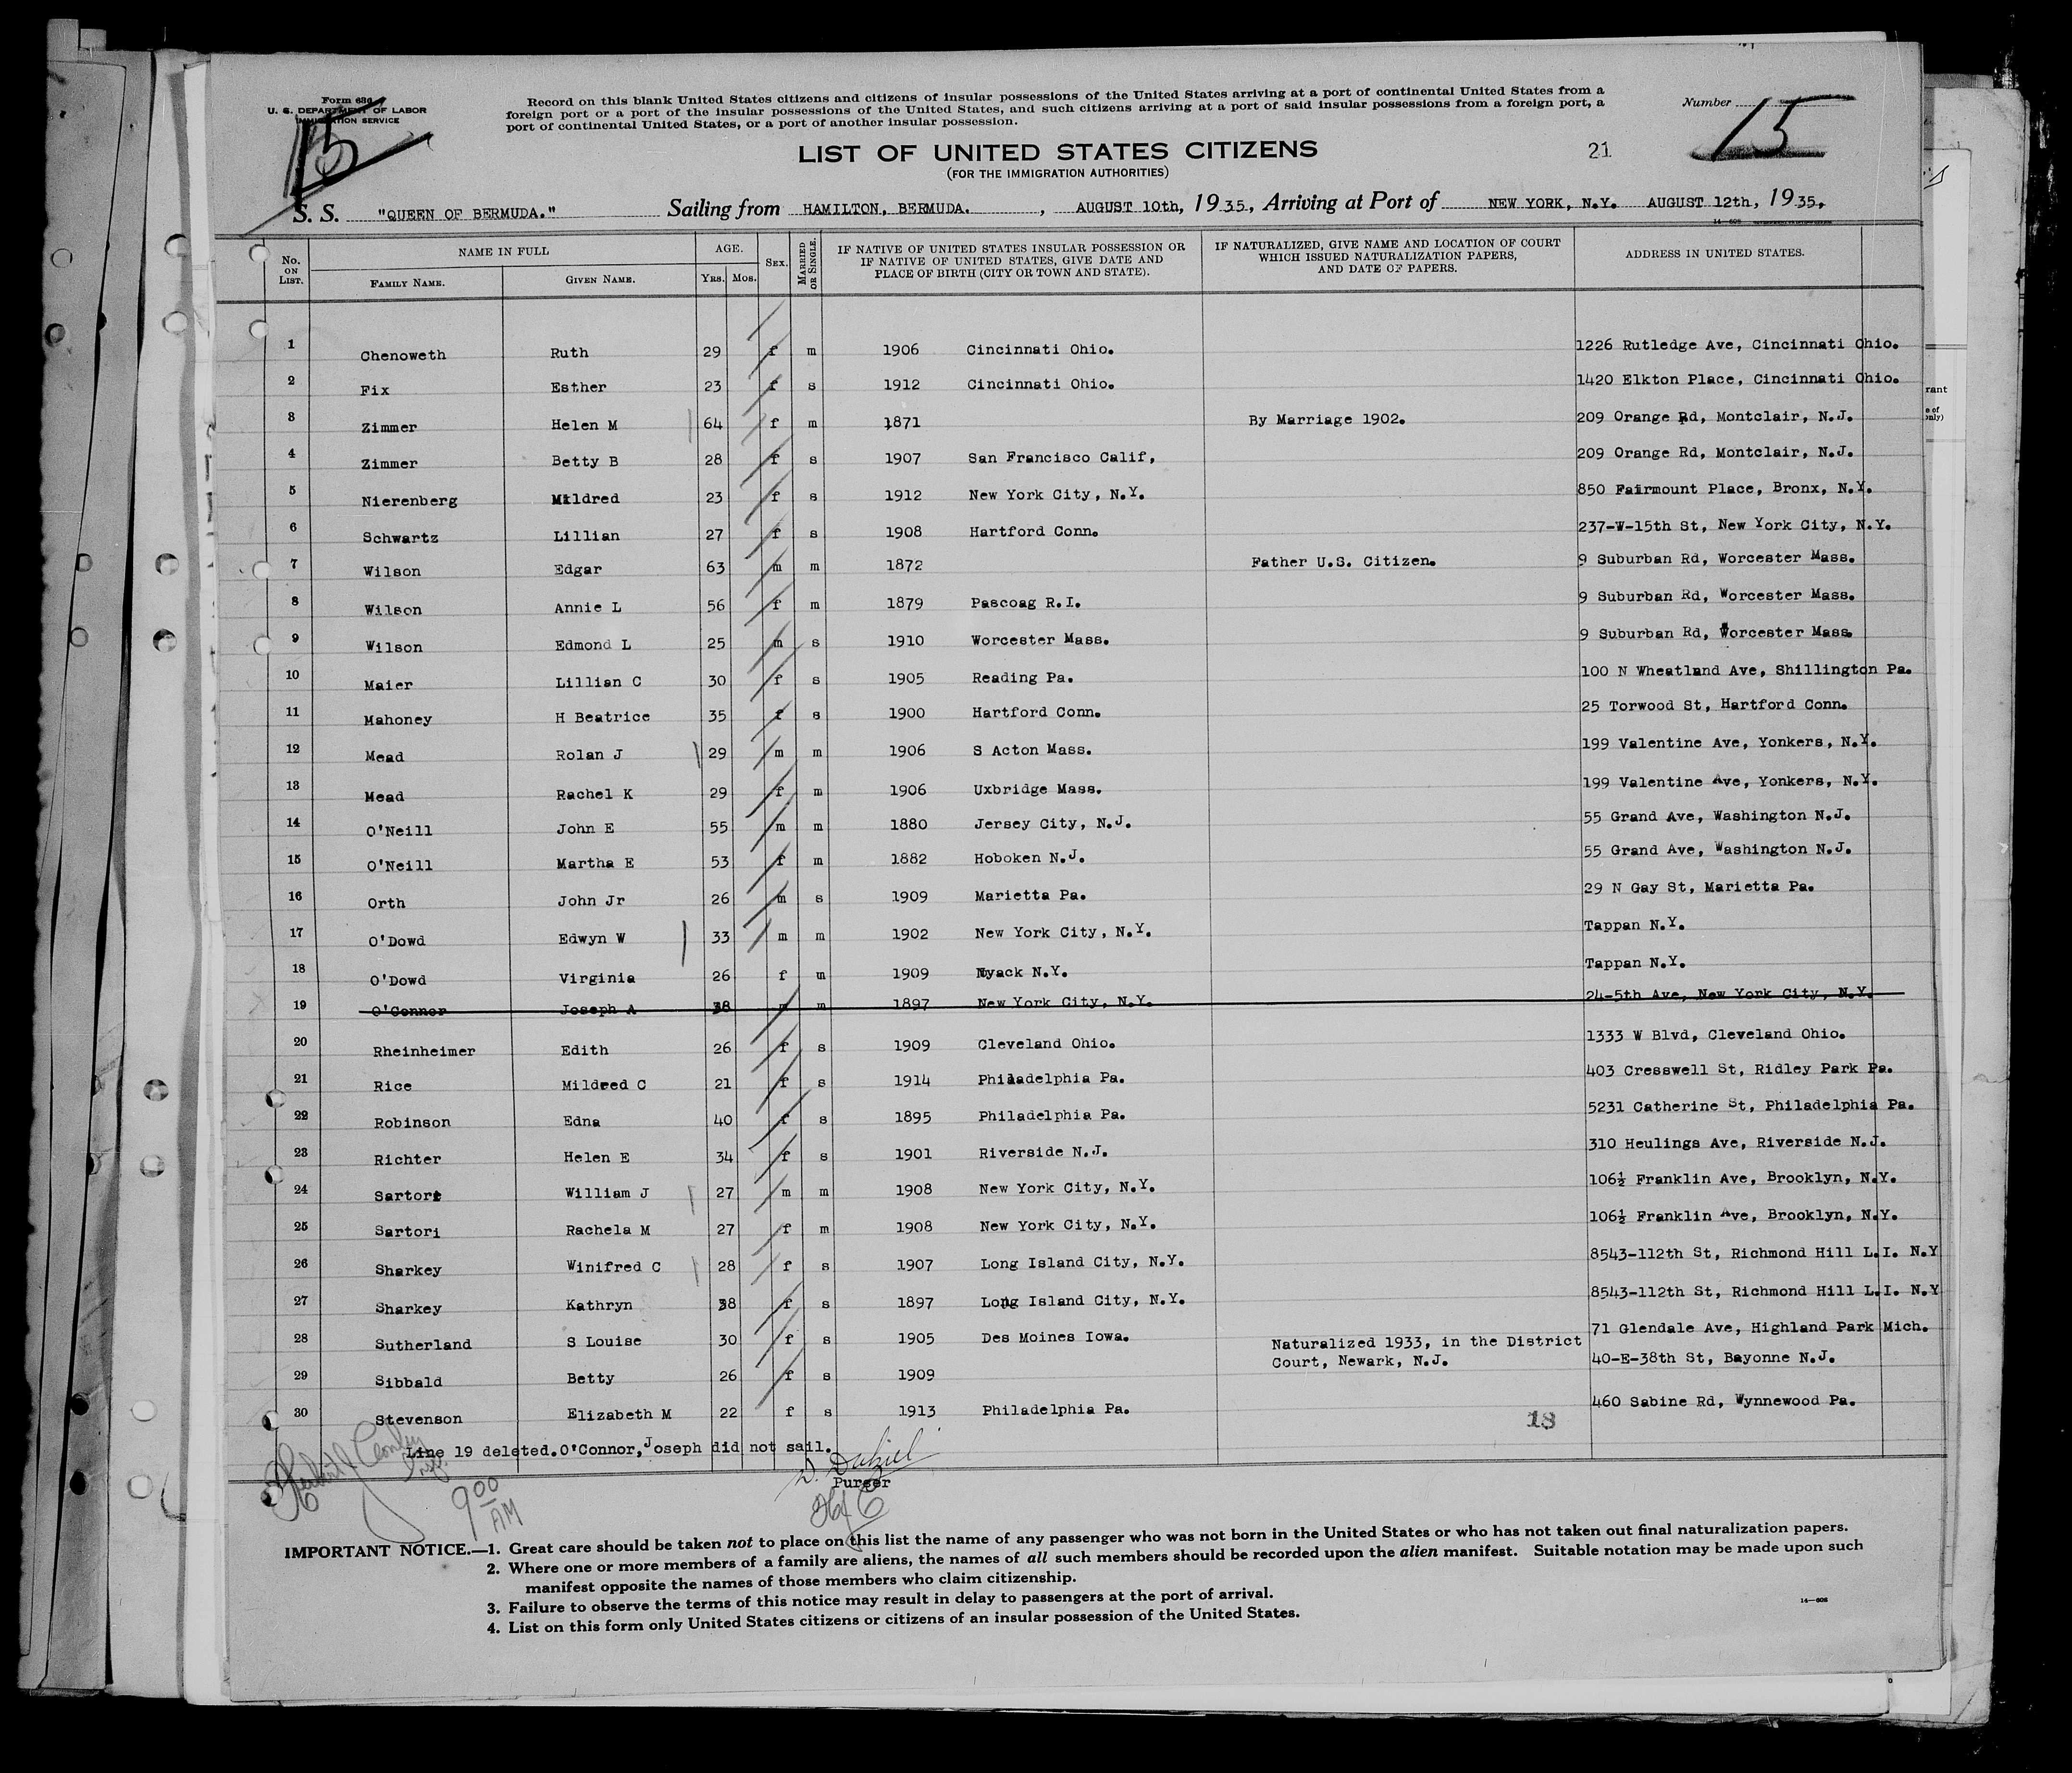 Form 630
U. S. DEPARTMENT OF LABOR
IMMIGRATION SERVICE
15
Record on this blank United States citizens and citizens of insular possessions of the United States arriving at a port of continental United States from a
foreign port or a port of the insular possessions of the United States, and such citizens arriving at a port of said insular possessions from a foreign port, a
port of continental United States, or a port of another insular possession.
Number 15
LIST OF UNITED STATES CITIZENS
21
(FOR THE IMMIGRATION AUTHORITIES)
S. S. "QUEEN OF BERMUDA." Sailing from HAMILTON, BERMUDA. , AUGUST 10th, 1935, Arriving at Port of NEW YORK, N.Y. AUGUST 12th, 1935.
14—608
No. ON LIST. NAME IN FULL FAMILY NAME. GIVEN NAME. AGE. YRS. MOS. SEX. MARRIED OR SINGLE. IF NATIVE OF UNITED STATES INSULAR POSSESSION OR IF NATIVE OF UNITED STATES, GIVE DATE AND PLACE OF BIRTH (CITY OR TOWN AND STATE). IF NATURALIZED, GIVE NAME AND LOCATION OF COURT WHICH ISSUED NATURALIZATION PAPERS, AND DATE OF PAPERS. ADDRESS IN UNITED STATES.
1 Chenoweth Ruth 29 f m 1906 Cincinnati Ohio. 1226 Rutledge Ave, Cincinnati Ohio.
2 Fix Esther 23 f s 1912 Cincinnati Ohio. 1420 Elkton Place, Cincinnati Ohio.
3 Zimmer Helen M 64 f m 1871 By Marriage 1902. 209 Orange Rd, Montclair, N.J.
4 Zimmer Betty B 28 f s 1907 San Francisco Calif, 209 Orange Rd, Montclair, N.J.
5 Nierenberg Mildred 23 f s 1912 New York City, N.Y. 850 Fairmount Place, Bronx, N.Y.
6 Schwartz Lillian 27 f s 1908 Hartford Conn. 237-W-15th St, New York City, N.Y.
7 Wilson Edgar 63 m m 1872 Father U.S. Citizen. 9 Suburban Rd, Worcester Mass.
8 Wilson Annie L 56 f m 1879 Pascoag R.I. 9 Suburban Rd, Worcester Mass.
9 Wilson Edmond L 25 m s 1910 Worcester Mass. 9 Suburban Rd, Worcester Mass.
10 Maier Lillian C 30 f s 1905 Reading Pa. 100 N Wheatland Ave, Shillington Pa.
11 Mahoney H Beatrice 35 f s 1900 Hartford Conn. 25 Torwood St, Hartford Conn.
12 Mead Rolan J 29 m m 1906 S Acton Mass. 199 Valentine Ave, Yonkers, N.Y.
13 Mead Rachel K 29 f m 1906 Uxbridge Mass. 199 Valentine Ave, Yonkers, N.Y.
14 O'Neill John E 55 m m 1880 Jersey City, N.J. 55 Grand Ave, Washington N.J.
15 O'Neill Martha E 53 f m 1882 Hoboken N.J. 55 Grand Ave, Washington N.J.
16 Orth John Jr 26 m s 1909 Marietta Pa. 29 N Gay St, Marietta Pa.
17 O'Dowd Edwyn W 33 m m 1902 New York City, N.Y. Tappan N.Y.
18 O'Dowd Virginia 26 f m 1909 Nyack N.Y. Tappan N.Y.
19 O'Connor Joseph A 38 m m 1897 New York City, N.Y. 24-5th Ave, New York City, N.Y.
20 Rheinheimer Edith 26 f s 1909 Cleveland Ohio. 1333 W Blvd, Cleveland Ohio.
21 Rice Mildred C 21 f s 1914 Philadelphia Pa. 403 Cresswell St, Ridley Park Pa.
22 Robinson Edna 40 f s 1895 Philadelphia Pa. 5231 Catherine St, Philadelphia Pa.
23 Richter Helen E 34 f s 1901 Riverside N.J. 310 Heulings Ave, Riverside N.J.
24 Sartori William J 27 m m 1908 New York City, N.Y. 106½ Franklin Ave, Brooklyn, N.Y.
25 Sartori Rachela M 27 f m 1908 New York City, N.Y. 106½ Franklin Ave, Brooklyn, N.Y.
26 Sharkey Winifred C 28 f s 1907 Long Island City, N.Y. 8543-112th St, Richmond Hill L.I. N.Y
27 Sharkey Kathryn 38 f s 1897 Long Island City, N.Y. 8543-112th St, Richmond Hill L.I. N.Y
28 Sutherland S Louise 30 f s 1905 Des Moines Iowa. 71 Glendale Ave, Highland Park Mich.
29 Sibbald Betty 26 f s 1909 Naturalized 1933, in the District Court, Newark, N.J. 40-E-38th St, Bayonne N.J.
30 Stevenson Elizabeth M 22 f s 1913 Philadelphia Pa. 460 Sabine Rd, Wynnewood Pa.
18
Line 19 deleted. O'Connor, Joseph did not sail.
Purser
9 00 AM
IMPORTANT NOTICE.—1. Great care should be taken not to place on this list the name of any passenger who was not born in the United States or who has not taken out final naturalization papers.
2. Where one or more members of a family are aliens, the names of all such members should be recorded upon the alien manifest. Suitable notation may be made upon such
manifest opposite the names of those members who claim citizenship.
3. Failure to observe the terms of this notice may result in delay to passengers at the port of arrival.
4. List on this form only United States citizens or citizens of an insular possession of the United States.
14—608